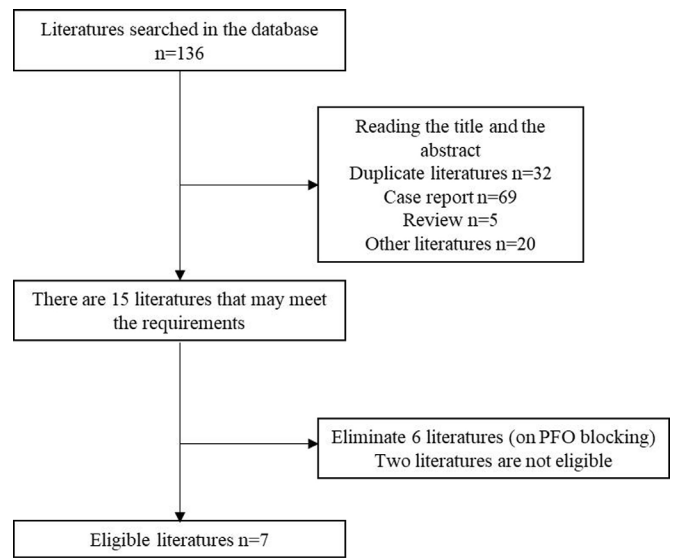 Literatures searched in the database
n=136
Reading the title and the
abstract
Duplicate literatures n=32
Case report n=69
Review n=5
Other literatures n=20
There are 15 literatures that may meet
the requirements
Eliminate 6 literatures (on PFO blocking)
Two literatures are not eligible
Eligible literatures n=7